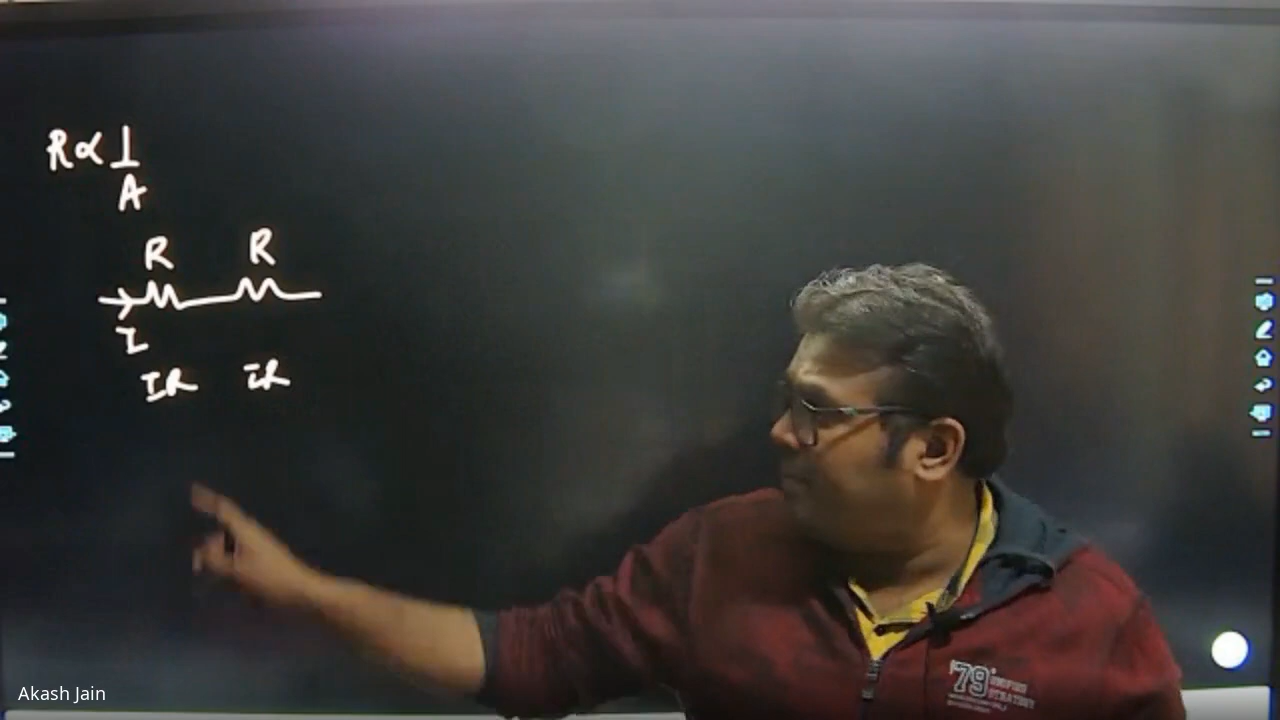 R ∝ 1/A
R R
I
IR IR
'79
Akash Jain